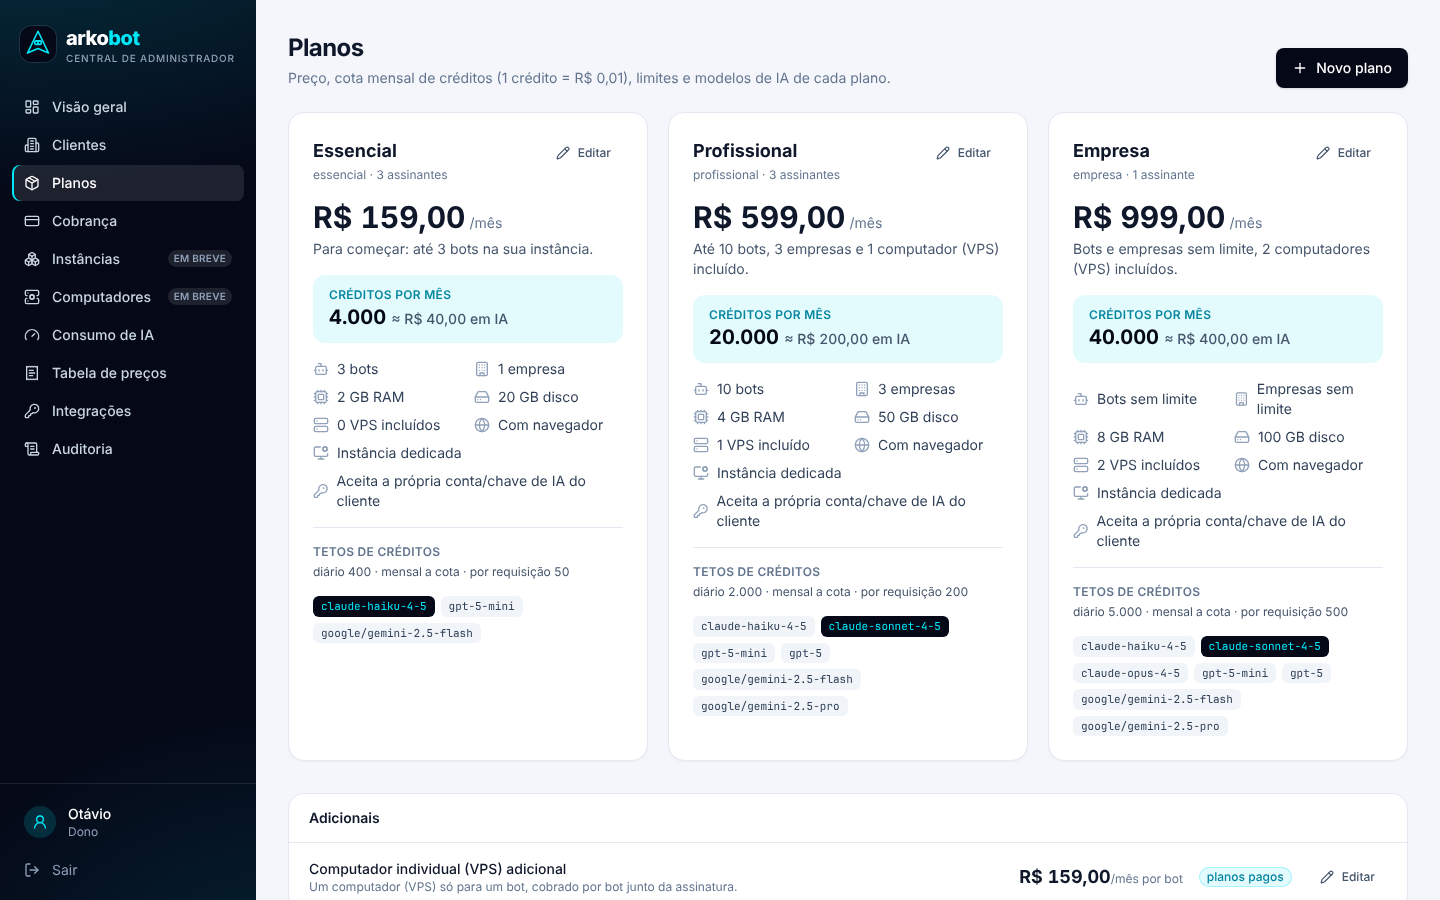 arkobot
CENTRAL DE ADMINISTRADOR
Visão geral
Clientes
Planos
Cobrança
Instâncias EM BREVE
Computadores EM BREVE
Consumo de IA
Tabela de preços
Integrações
Auditoria
Otávio
Dono
Sair
Planos
Preço, cota mensal de créditos (1 crédito = R$ 0,01), limites e modelos de IA de cada plano.
Novo plano
Essencial
Editar
essencial · 3 assinantes
R$ 159,00 /mês
Para começar: até 3 bots na sua instância.
CRÉDITOS POR MÊS
4.000 ≈ R$ 40,00 em IA
3 bots
1 empresa
2 GB RAM
20 GB disco
0 VPS incluídos
Com navegador
Instância dedicada
Aceita a própria conta/chave de IA do
cliente
TETOS DE CRÉDITOS
diário 400 · mensal a cota · por requisição 50
claude-haiku-4-5 gpt-5-mini
google/gemini-2.5-flash
Profissional
Editar
profissional · 3 assinantes
R$ 599,00 /mês
Até 10 bots, 3 empresas e 1 computador (VPS)
incluído.
CRÉDITOS POR MÊS
20.000 ≈ R$ 200,00 em IA
10 bots
3 empresas
4 GB RAM
50 GB disco
1 VPS incluído
Com navegador
Instância dedicada
Aceita a própria conta/chave de IA do
cliente
TETOS DE CRÉDITOS
diário 2.000 · mensal a cota · por requisição 200
claude-haiku-4-5 claude-sonnet-4-5
gpt-5-mini gpt-5
google/gemini-2.5-flash
google/gemini-2.5-pro
Empresa
Editar
empresa · 1 assinante
R$ 999,00 /mês
Bots e empresas sem limite, 2 computadores
(VPS) incluídos.
CRÉDITOS POR MÊS
40.000 ≈ R$ 400,00 em IA
Bots sem limite
Empresas sem
limite
8 GB RAM
100 GB disco
2 VPS incluídos
Com navegador
Instância dedicada
Aceita a própria conta/chave de IA do
cliente
TETOS DE CRÉDITOS
diário 5.000 · mensal a cota · por requisição 500
claude-haiku-4-5 claude-sonnet-4-5
claude-opus-4-5 gpt-5-mini gpt-5
google/gemini-2.5-flash
google/gemini-2.5-pro
Adicionais
Computador individual (VPS) adicional
Um computador (VPS) só para um bot, cobrado por bot junto da assinatura.
R$ 159,00/mês por bot planos pagos Editar